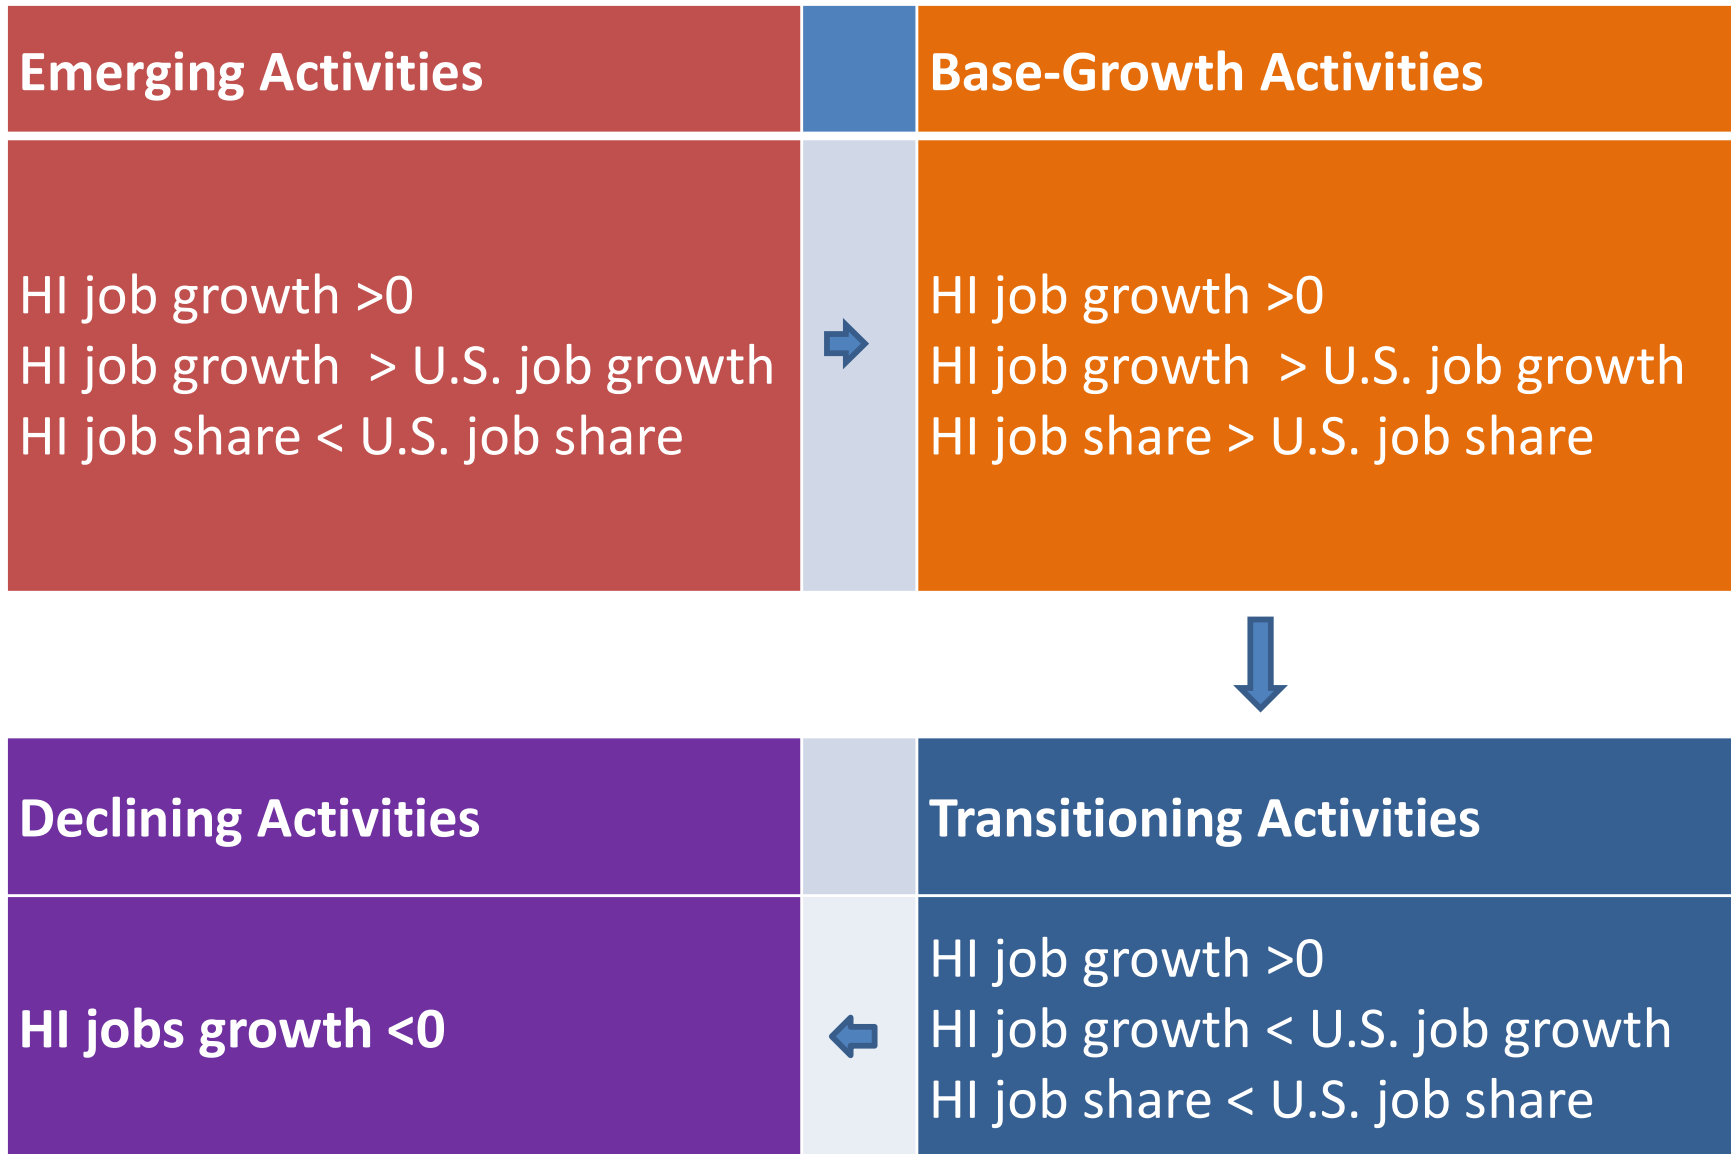 Emerging Activities
Base-Growth Activities
HI job growth >0
HI job growth  > U.S. job growth
HI job share < U.S. job share
HI job growth >0
HI job growth  > U.S. job growth
HI job share > U.S. job share
Declining Activities
Transitioning Activities
HI jobs growth <0
HI job growth >0
HI job growth < U.S. job growth
HI job share < U.S. job share